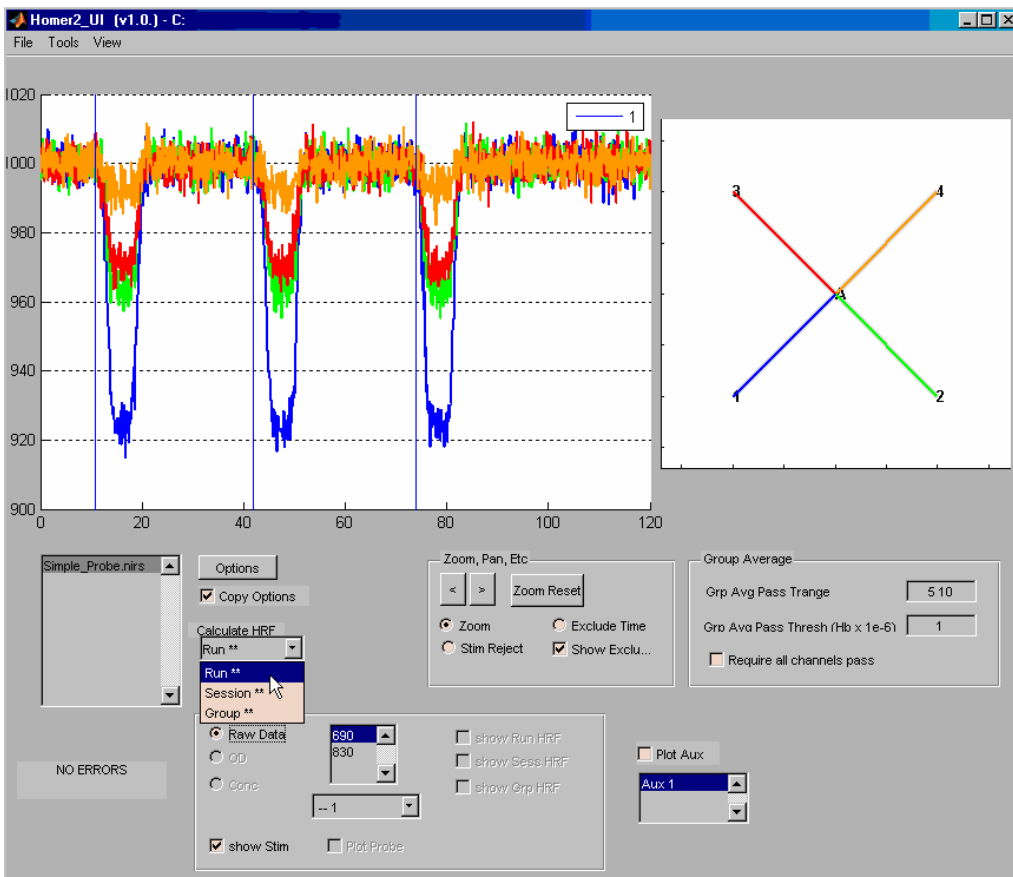 Homer2_UI (v1.0.) - C:
File Tools View
1020
1000
980
960
940
920
900
0 20 40 60 80 100 120
1
3
4
A
1
2
Simple_Probe.nirs
Options
Copy Options
Calculate HRF
Run **
Run **
Session **
Group **
Zoom, Pan, Etc
< > Zoom Reset
Zoom Exclude Time
Stim Reject Show Exclu...
Group Average
Grp Avg Pass Trange 5 10
Grp Avg Pass Thresh (Hb x 1e-6) 1
Require all channels pass
NO ERRORS
Raw Data
OD
Conc
690
830
-- 1
show Run HRF
show Sess HRF
show Grp HRF
show Stim Plot Probe
Plot Aux
Aux 1